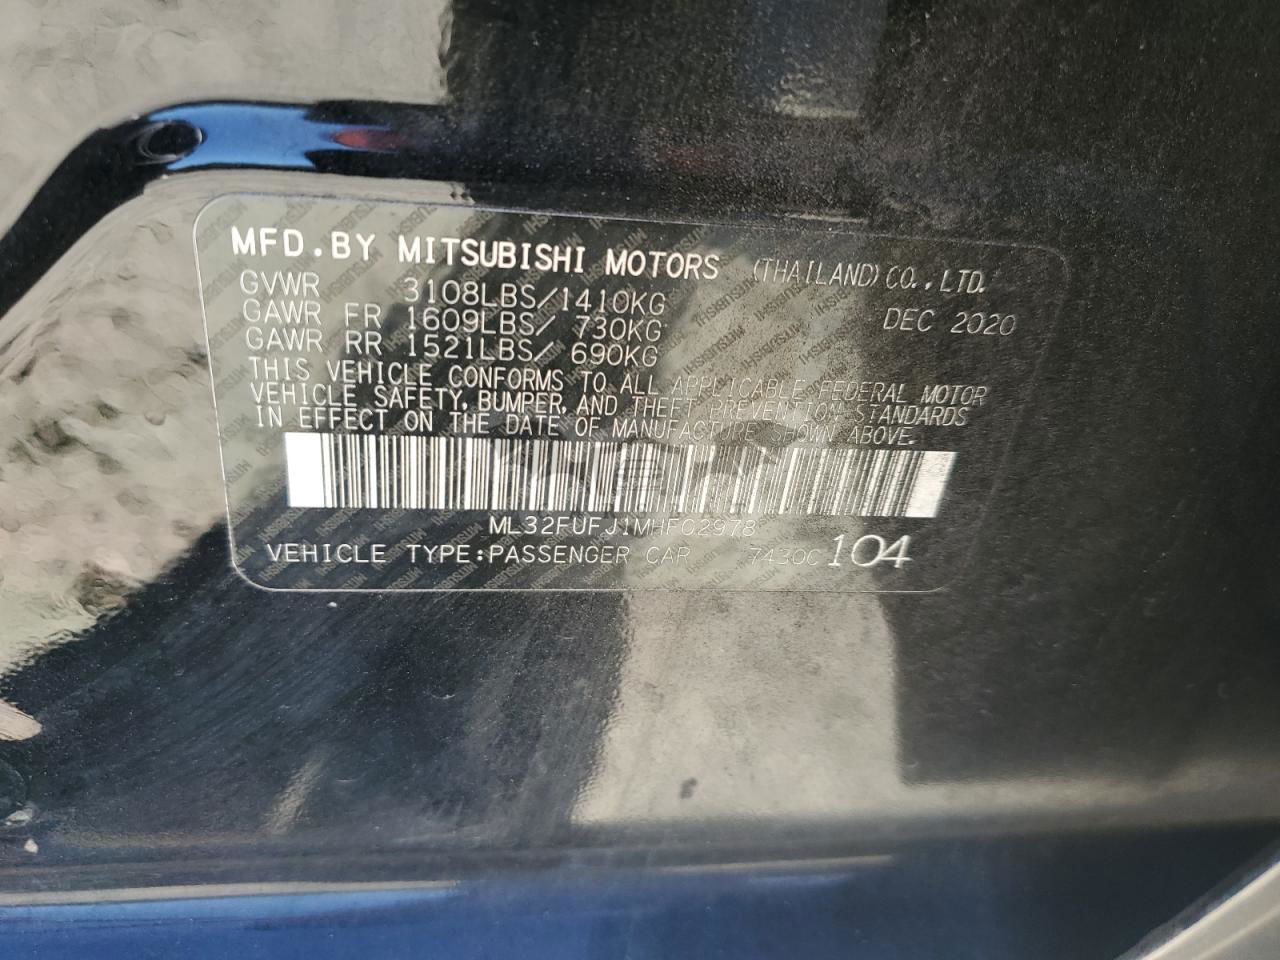 MFD.BY MITSUBISHI MOTORS (THAILAND)CO.,LTD.
GVWR 3108LBS/1410KG DEC 2020
GAWR FR 1609LBS/ 730KG
GAWR RR 1521LBS/ 690KG
THIS VEHICLE CONFORMS TO ALL APPLICABLE FEDERAL MOTOR
VEHICLE SAFETY, BUMPER, AND THEFT PREVENTION STANDARDS
IN EFFECT ON THE DATE OF MANUFACTURE SHOWN ABOVE.
ML32FUFJ1MHF02978
VEHICLE TYPE:PASSENGER CAR 7430C 104